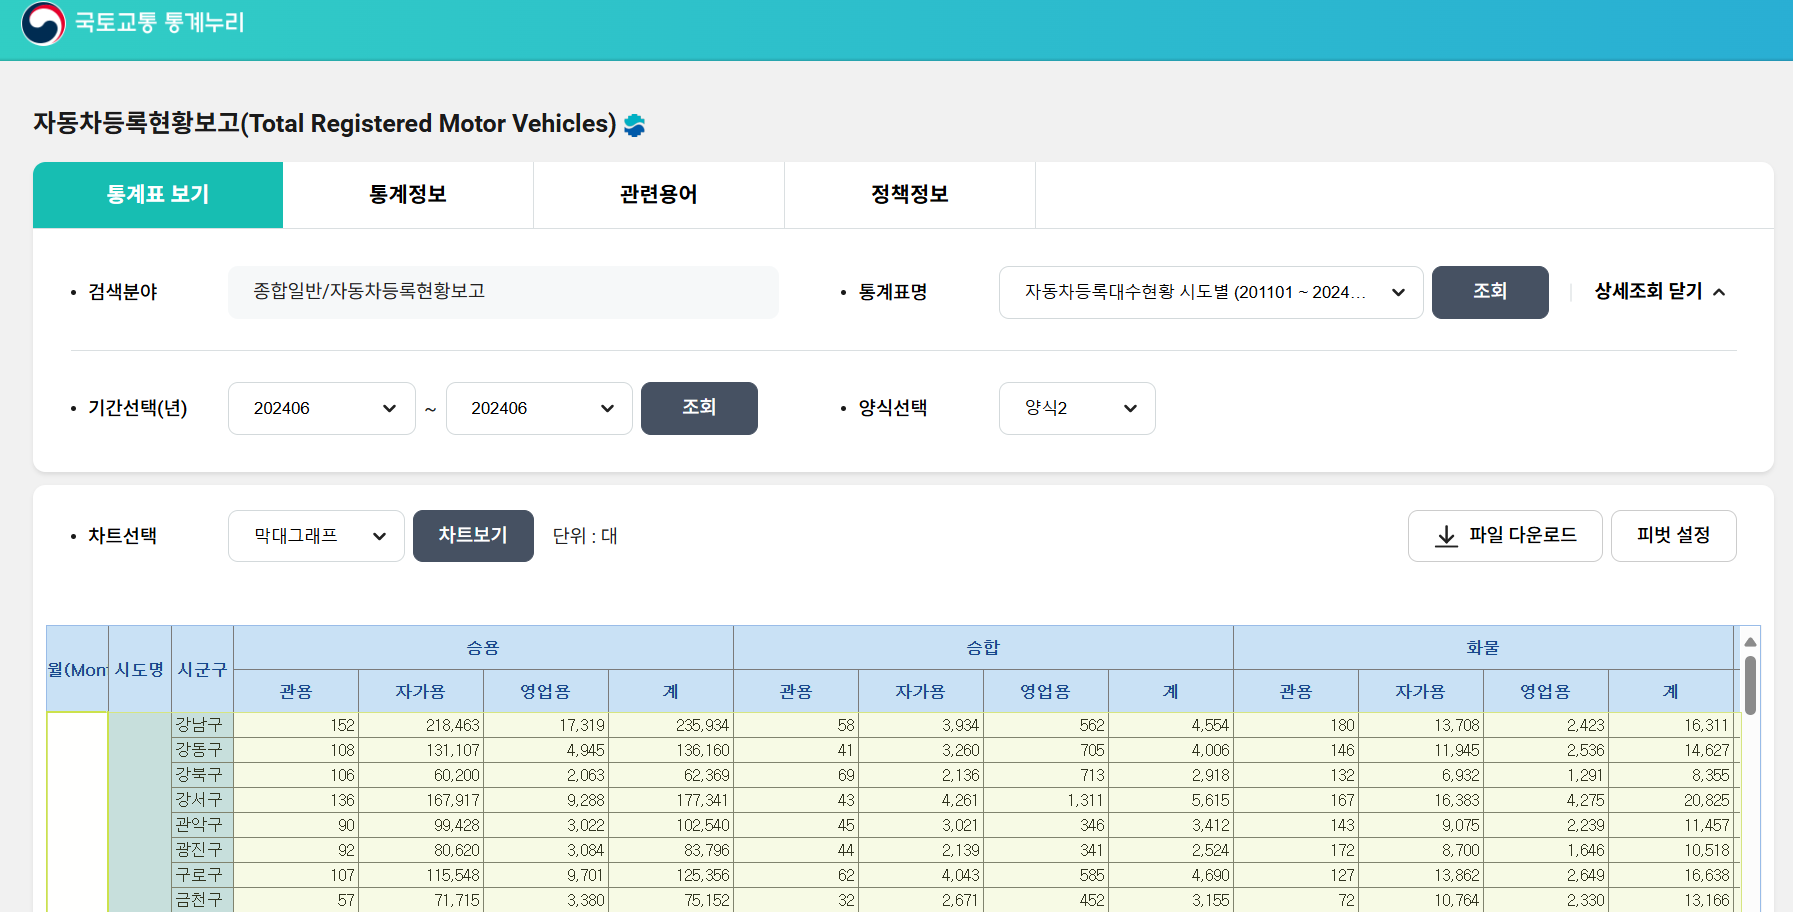 국토교통 통계누리
자동차등록현황보고(Total Registered Motor Vehicles)
통계표 보기 통계정보 관련용어 정책정보
• 검색분야 종합일반/자동차등록현황보고 • 통계표명 자동차등록대수현황 시도별 (201101 ~ 2024... 조회 상세조회 닫기
• 기간선택(년) 202406 ~ 202406 조회 • 양식선택 양식2
• 차트선택 막대그래프 차트보기 단위 : 대 파일 다운로드 피벗 설정
월(Mon 시도명 시군구 승용 승합 화물
관용 자가용 영업용 계 관용 자가용 영업용 계 관용 자가용 영업용 계
강남구 152 218,463 17,319 235,934 58 3,934 562 4,554 180 13,708 2,423 16,311
강동구 108 131,107 4,945 136,160 41 3,260 705 4,006 146 11,945 2,536 14,627
강북구 106 60,200 2,063 62,369 69 2,136 713 2,918 132 6,932 1,291 8,355
강서구 136 167,917 9,288 177,341 43 4,261 1,311 5,615 167 16,383 4,275 20,825
관악구 90 99,428 3,022 102,540 45 3,021 346 3,412 143 9,075 2,239 11,457
광진구 92 80,620 3,084 83,796 44 2,139 341 2,524 172 8,700 1,646 10,518
구로구 107 115,548 9,701 125,356 62 4,043 585 4,690 127 13,862 2,649 16,638
금천구 57 71,715 3,380 75,152 32 2,671 452 3,155 72 10,764 2,330 13,166